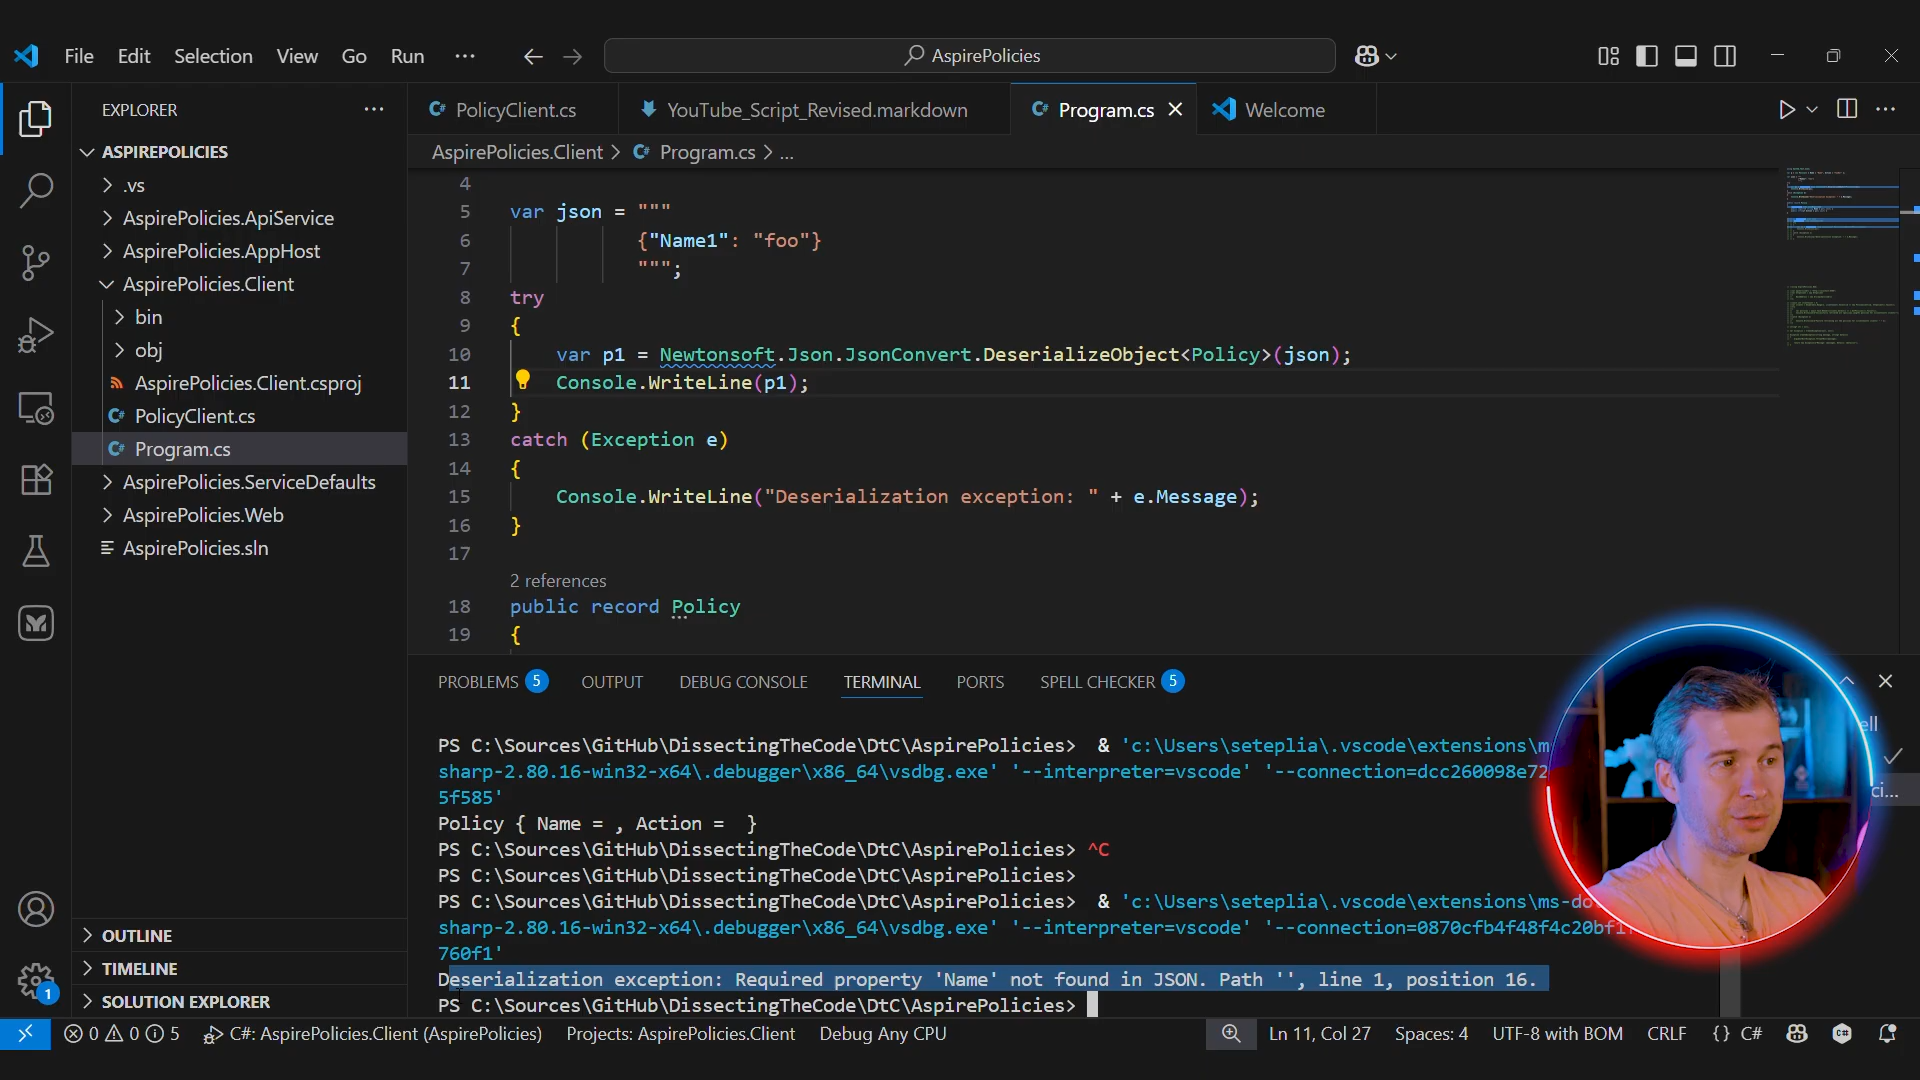 File Edit Selection View Go Run ··· AspirePolicies
EXPLORER ···
PolicyClient.cs YouTube_Script_Revised.markdown Program.cs Welcome
AspirePolicies.Client > Program.cs > ...
ASPIREPOLICIES
.vs
AspirePolicies.ApiService
AspirePolicies.AppHost
AspirePolicies.Client
bin
obj
AspirePolicies.Client.csproj
PolicyClient.cs
Program.cs
AspirePolicies.ServiceDefaults
AspirePolicies.Web
AspirePolicies.sln
OUTLINE
TIMELINE
SOLUTION EXPLORER
4
5 var json = """
6 {"Name1": "foo"}
7 """;
8 try
9 {
10 var p1 = Newtonsoft.Json.JsonConvert.DeserializeObject<Policy>(json);
11 Console.WriteLine(p1);
12 }
13 catch (Exception e)
14 {
15 Console.WriteLine("Deserialization exception: " + e.Message);
16 }
17
2 references
18 public record Policy
19 {
PROBLEMS 5 OUTPUT DEBUG CONSOLE TERMINAL PORTS SPELL CHECKER 5
PS C:\Sources\GitHub\DissectingTheCode\DtC\AspirePolicies> & 'c:\Users\seteplia\.vscode\extensions\m
sharp-2.80.16-win32-x64\.debugger\x86_64\vsdbg.exe' '--interpreter=vscode' '--connection=dcc260098e72
5f585'
Policy { Name = , Action =  }
PS C:\Sources\GitHub\DissectingTheCode\DtC\AspirePolicies> ^C
PS C:\Sources\GitHub\DissectingTheCode\DtC\AspirePolicies>
PS C:\Sources\GitHub\DissectingTheCode\DtC\AspirePolicies> & 'c:\Users\seteplia\.vscode\extensions\ms-do
sharp-2.80.16-win32-x64\.debugger\x86_64\vsdbg.exe' '--interpreter=vscode' '--connection=0870cfb4f48f4c20bf1
760f1'
Deserialization exception: Required property 'Name' not found in JSON. Path '', line 1, position 16.
PS C:\Sources\GitHub\DissectingTheCode\DtC\AspirePolicies>
ell
ci...
1
0 0 5 C#: AspirePolicies.Client (AspirePolicies) Projects: AspirePolicies.Client Debug Any CPU Ln 11, Col 27 Spaces: 4 UTF-8 with BOM CRLF {} C#